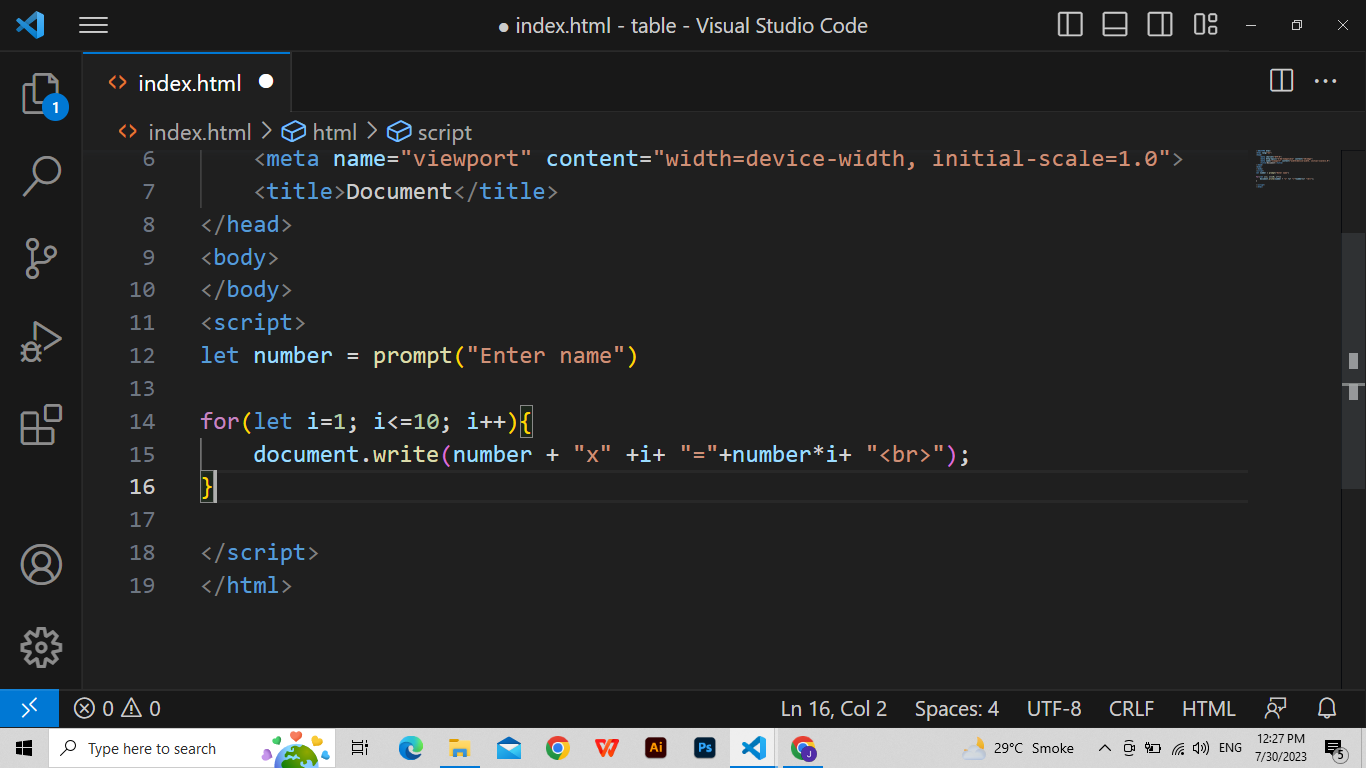 ● index.html - table - Visual Studio Code
index.html
1
index.html > html > script
6 <meta name="viewport" content="width=device-width, initial-scale=1.0">
7 <title>Document</title>
8 </head>
9 <body>
10 </body>
11 <script>
12 let number = prompt("Enter name")
13
14 for(let i=1; i<=10; i++){
15 document.write(number + "x" +i+ "="+number*i+ "<br>");
16 }
17
18 </script>
19 </html>
0 0
Ln 16, Col 2 Spaces: 4 UTF-8 CRLF HTML
Type here to search
W Ai Ps J
29°C Smoke
ENG
12:27 PM
7/30/2023
5